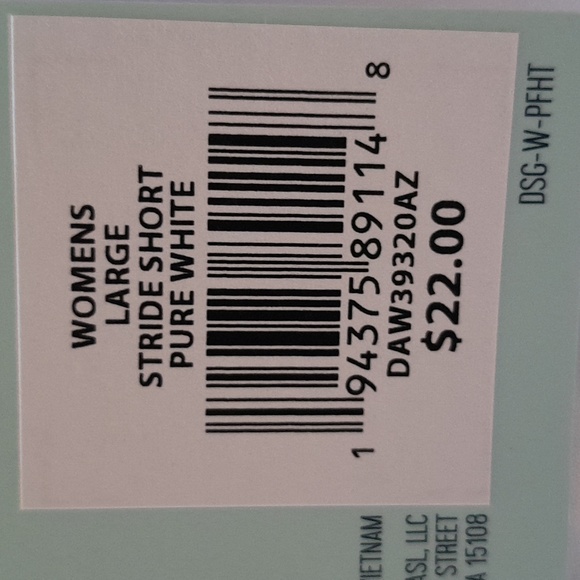 WOMENS
LARGE
STRIDE SHORT
PURE WHITE
1 94375 89114 8
DAW39320AZ
$22.00
DSG-W-PFHT
IETNAM
ASL, LLC
STREET
A 15108